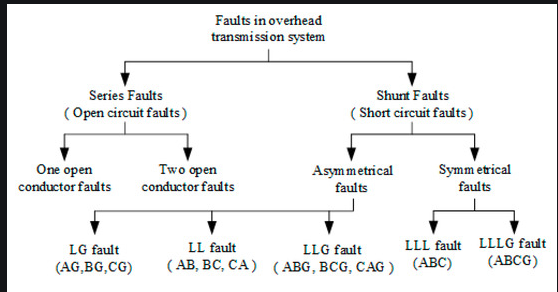 Faults in overhead
transmission system
Series Faults
( Open circuit faults )
Shunt Faults
( Short circuit faults )
One open
conductor faults
Two open
conductor faults
Asymmetrical
faults
Symmetrical
faults
LG fault
(AG,BG,CG)
LL fault
( AB, BC, CA )
LLG fault
( ABG, BCG, CAG )
LLL fault
(ABC)
LLLG fault
(ABCG)